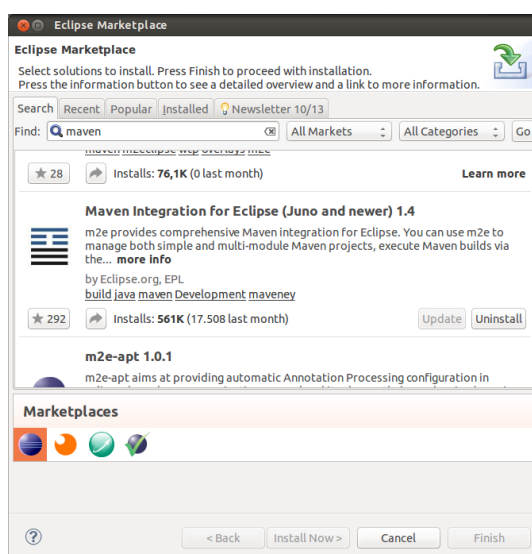 Eclipse Marketplace
Eclipse Marketplace
Select solutions to install. Press Finish to proceed with installation.
Press the information button to see a detailed overview and a link to more information.
Search Recent Popular Installed Newsletter 10/13
Find: maven All Markets All Categories Go
maven m2eclipse wtp overlays m2e
28 Installs: 76,1K (0 last month) Learn more
Maven Integration for Eclipse (Juno and newer) 1.4
m2e provides comprehensive Maven integration for Eclipse. You can use m2e to
manage both simple and multi-module Maven projects, execute Maven builds via
the... more info
by Eclipse.org, EPL
build java maven Development maveney
292 Installs: 561K (17.508 last month) Update Uninstall
m2e-apt 1.0.1
m2e-apt aims at providing automatic Annotation Processing configuration in
Marketplaces
? < Back Install Now > Cancel Finish